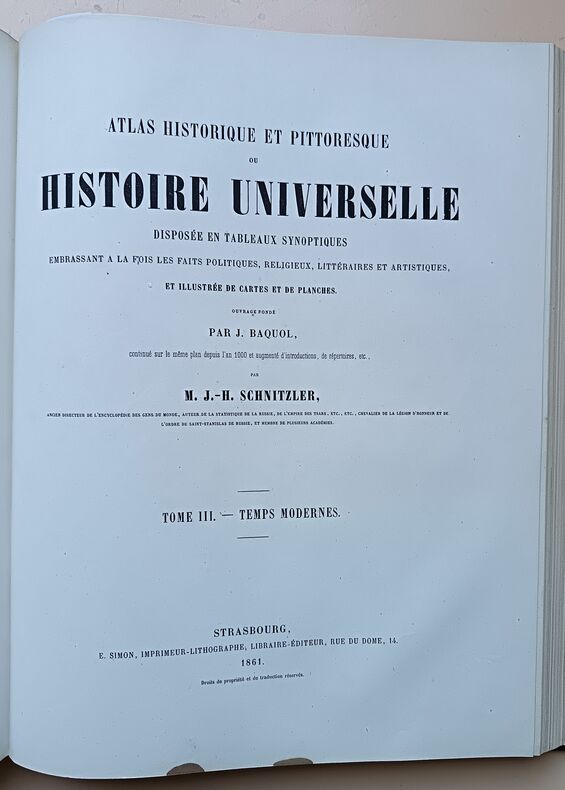 ATLAS HISTORIQUE ET PITTORESQUE
OU
HISTOIRE UNIVERSELLE
DISPOSÉE EN TABLEAUX SYNOPTIQUES
EMBRASSANT A LA FOIS LES FAITS POLITIQUES, RELIGIEUX, LITTÉRAIRES ET ARTISTIQUES,
ET ILLUSTRÉE DE CARTES ET DE PLANCHES.
OUVRAGE FONDÉ
PAR J. BAQUOL,
continué sur le même plan depuis l'an 1000 et augmenté d'introductions, de répertoires, etc.,
PAR
M. J.-H. SCHNITZLER,
ANCIEN DIRECTEUR DE L'ENCYCLOPÉDIE DES GENS DU MONDE, AUTEUR DE LA STATISTIQUE DE LA RUSSIE, DE L'EMPIRE DES TSARS, ETC., ETC., CHEVALIER DE LA LÉGION D'HONNEUR ET DE
L'ORDRE DE SAINT-STANISLAS DE RUSSIE, ET MEMBRE DE PLUSIEURS ACADÉMIES.
TOME III. — TEMPS MODERNES.
STRASBOURG,
E. SIMON, IMPRIMEUR-LITHOGRAPHE, LIBRAIRE-ÉDITEUR, RUE DU DOME, 14.
1861.
Droits de propriété et de traduction réservés.